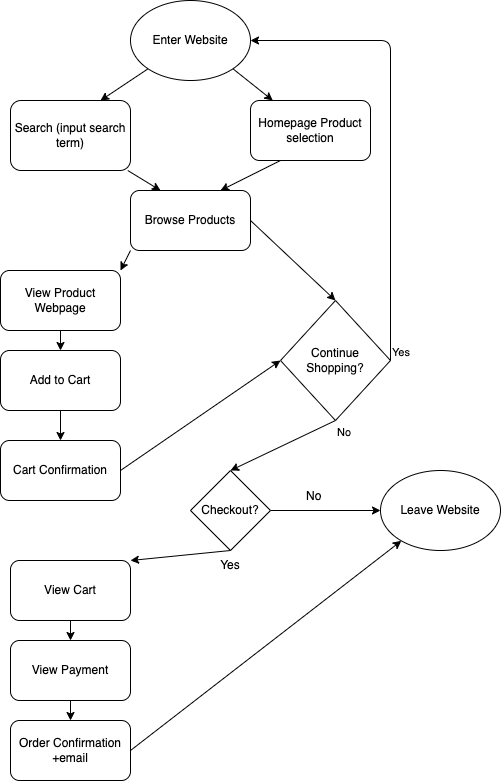 Enter Website
Search (input search
term)
Homepage Product
selection
Browse Products
View Product
Webpage
Continue
Shopping?
Yes
Add to Cart
No
Cart Confirmation
Checkout?
No
Leave Website
Yes
View Cart
View Payment
Order Confirmation
+email